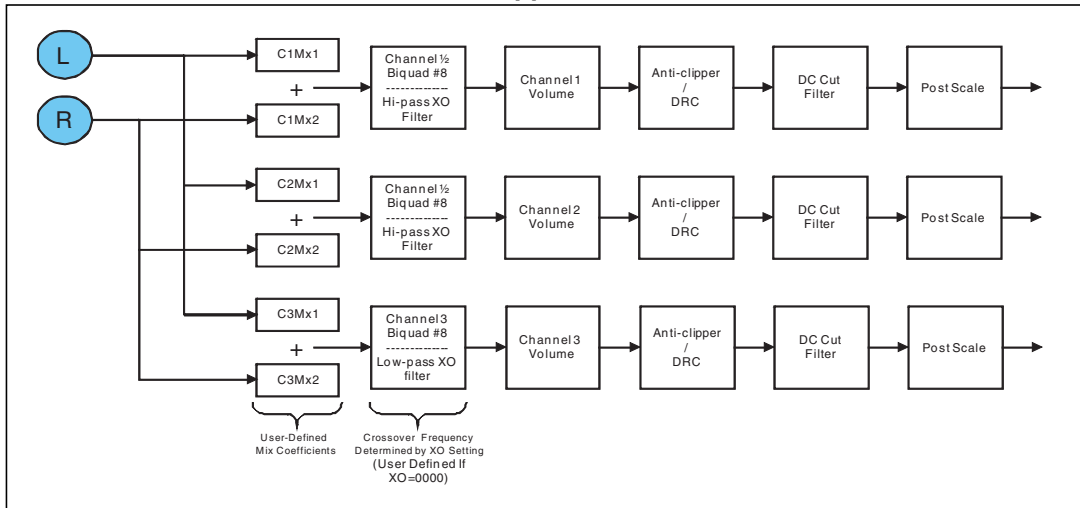 L
R
C1Mx1
+
C1Mx2
Channel ½
Biquad #8
--------------
Hi-pass XO
Filter
Channel 1
Volume
Anti-clipper
/
DRC
DC Cut
Filter
Post Scale
C2Mx1
+
C2Mx2
Channel ½
Biquad #8
--------------
Hi-pass XO
Filter
Channel 2
Volume
Anti-clipper
/
DRC
DC Cut
Filter
Post Scale
C3Mx1
+
C3Mx2
Channel 3
Biquad #8
--------------
Low-pass XO
filter
Channel 3
Volume
Anti-clipper
/
DRC
DC Cut
Filter
Post Scale
User-Defined
Mix Coefficients
Crossover Frequency
Determined by XO Setting
(User Defined If
XO=0000)